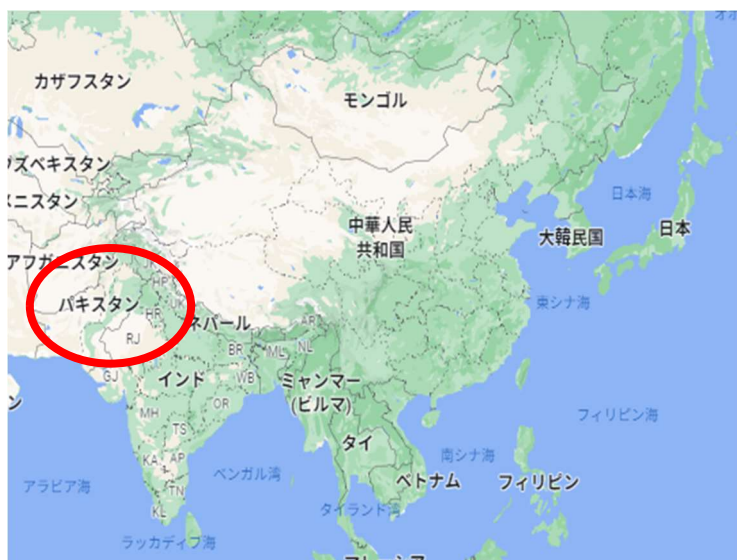 カザフスタン
モンゴル
ウズベキスタン
メニスタン
日本海
中華人民
共和国
大韓民国
日本
アフガニスタン
HP
UK
パキスタン
HR
東シナ海
ネパール
AR
RJ
BR
ML
NL
GJ
インド
WB
ミャンマー
(ビルマ)
OR
MH
フィリピン海
TS
タイ
KA
AP
南シナ海
ベンガル湾
ベトナム
フィリピン
アラビア海
TN
タイランド湾
KL
ラッカディブ海